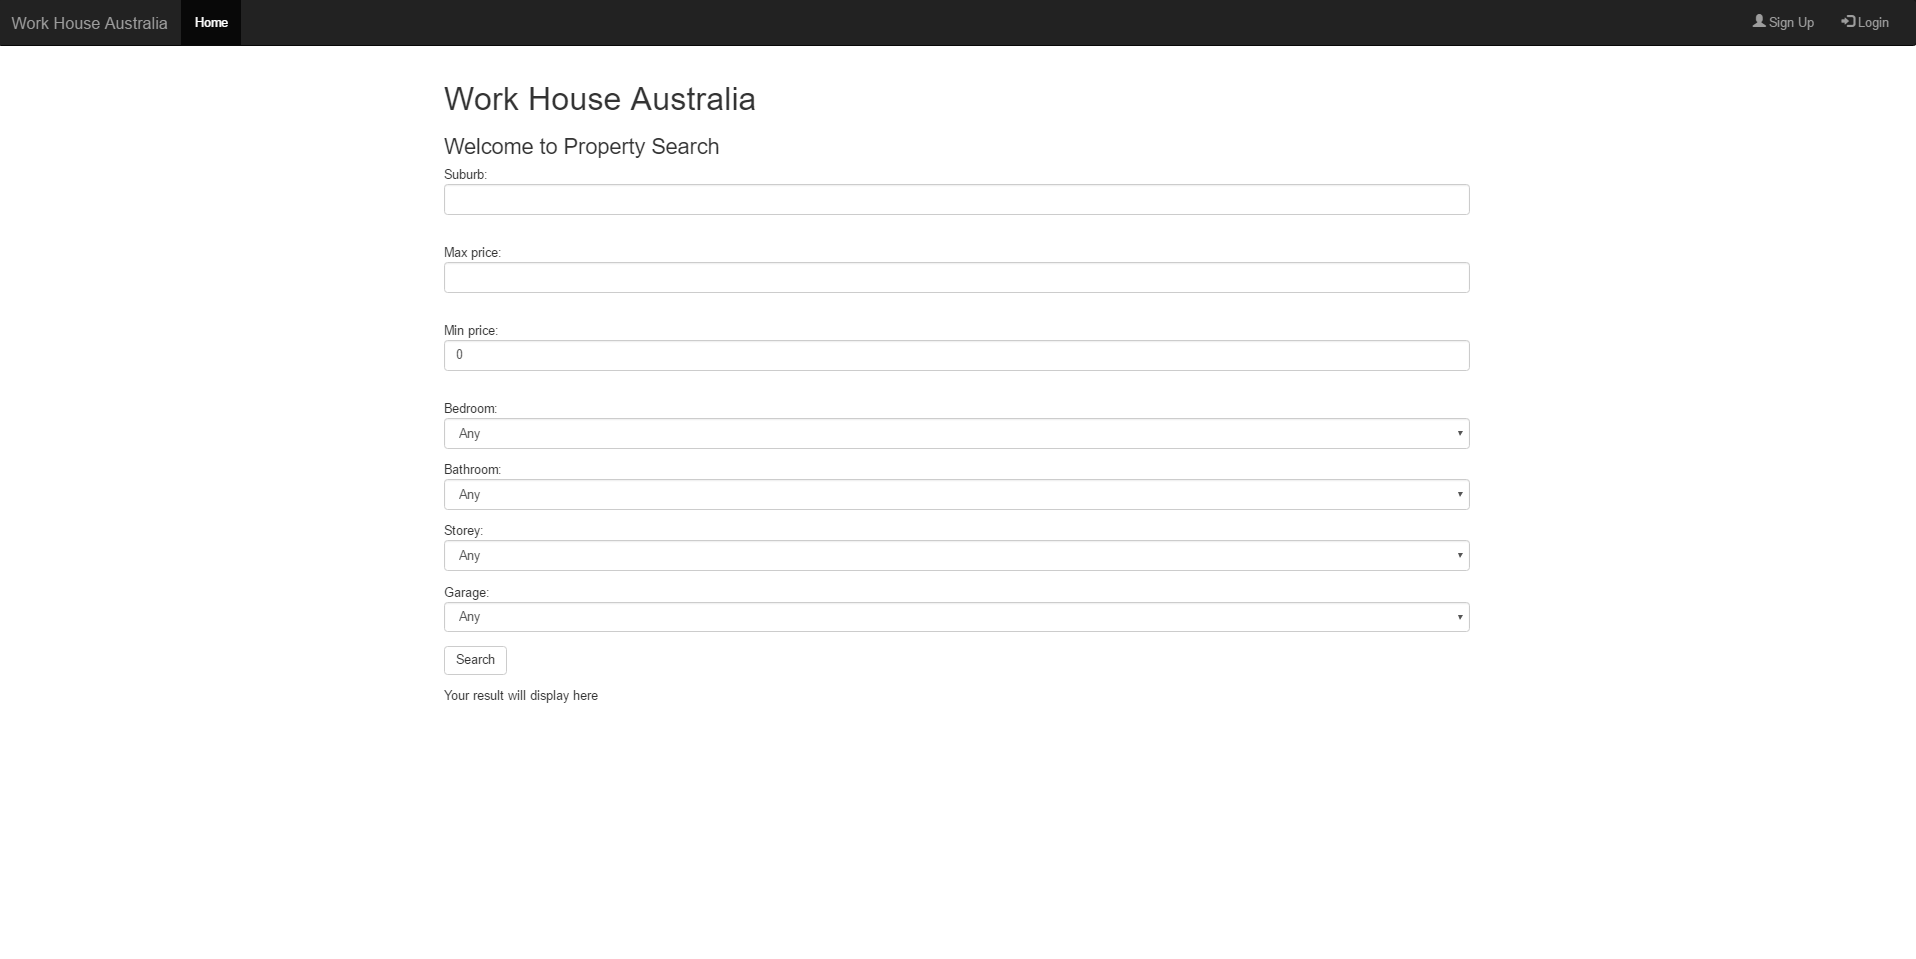 Work House Australia Home Sign Up Login
Work House Australia
Welcome to Property Search
Suburb:
Max price:
Min price:
0
Bedroom:
Any
Bathroom:
Any
Storey:
Any
Garage:
Any
Search
Your result will display here